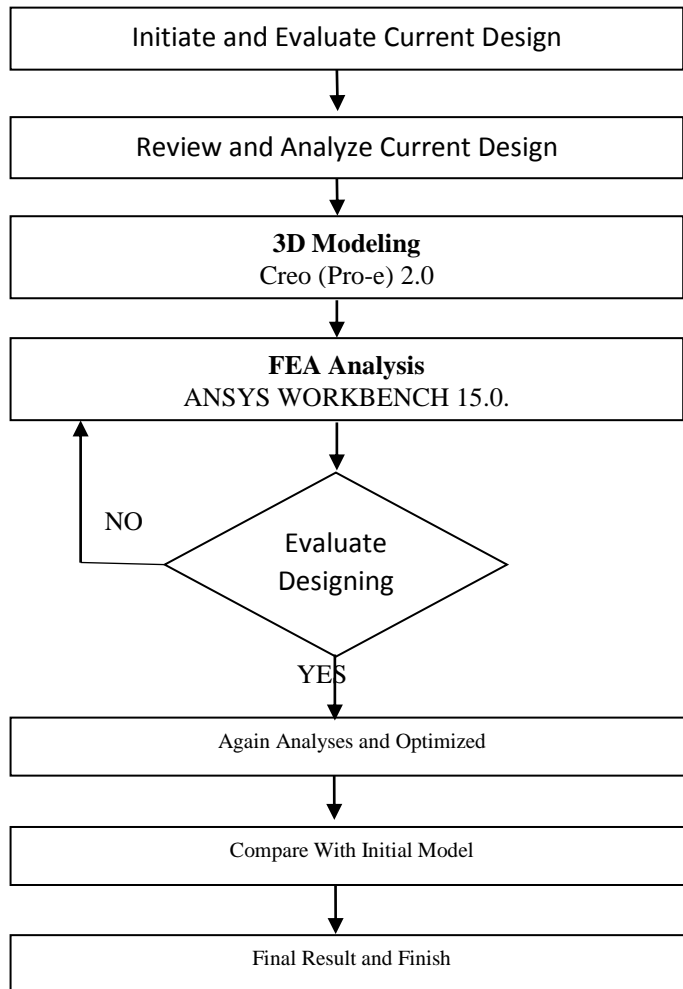 Initiate and Evaluate Current Design
Review and Analyze Current Design
3D Modeling
Creo (Pro-e) 2.0
FEA Analysis
ANSYS WORKBENCH 15.0.
NO
Evaluate
Designing
YES
Again Analyses and Optimized
Compare With Initial Model
Final Result and Finish